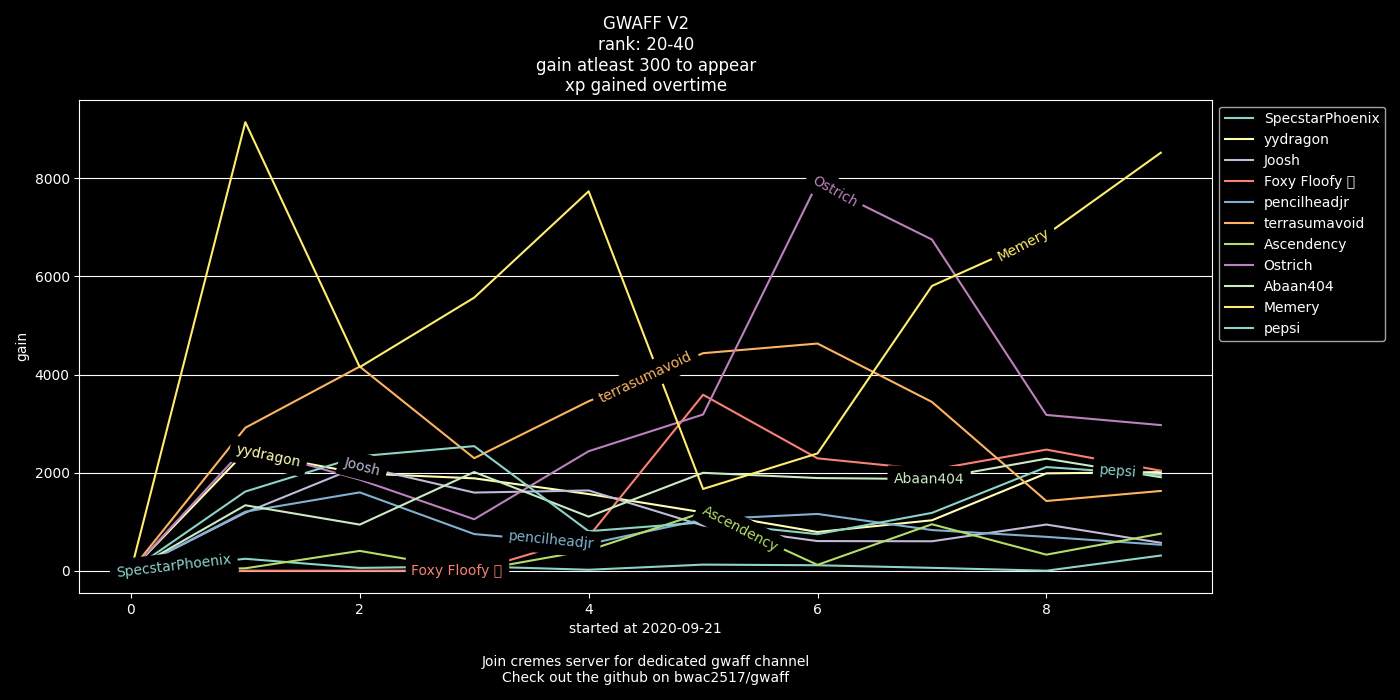 GWAFF V2
rank: 20-40
gain atleast 300 to appear
xp gained overtime
gain
8000
6000
4000
2000
0
0
2
4
6
8
Ostrich
Memery
terrasumavoid
yydragon
Joosh
pepsi
Abaan404
Ascendency
pencilheadjr
SpecstarPhoenix
Foxy Floofy
started at 2020-09-21
SpecstarPhoenix
yydragon
Joosh
Foxy Floofy
pencilheadjr
terrasumavoid
Ascendency
Ostrich
Abaan404
Memery
pepsi
Join cremes server for dedicated gwaff channel
Check out the github on bwac2517/gwaff